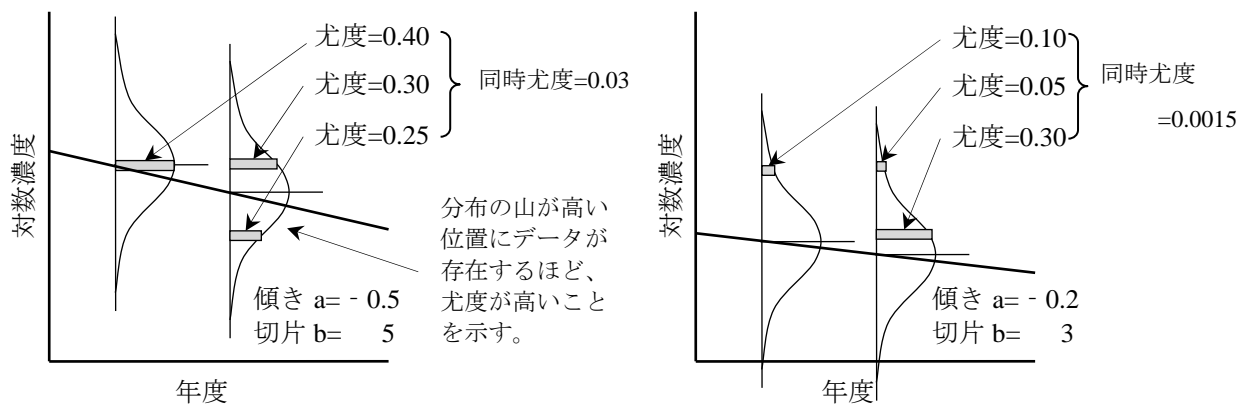 尤度=0.40
尤度=0.30
尤度=0.25
同時尤度=0.03
対数濃度
分布の山が高い
位置にデータが
存在するほど、
尤度が高いこと
を示す。
傾き a=‐0.5
切片 b= 5
年度
尤度=0.10
尤度=0.05
尤度=0.30
同時尤度
=0.0015
対数濃度
傾き a=‐0.2
切片 b= 3
年度